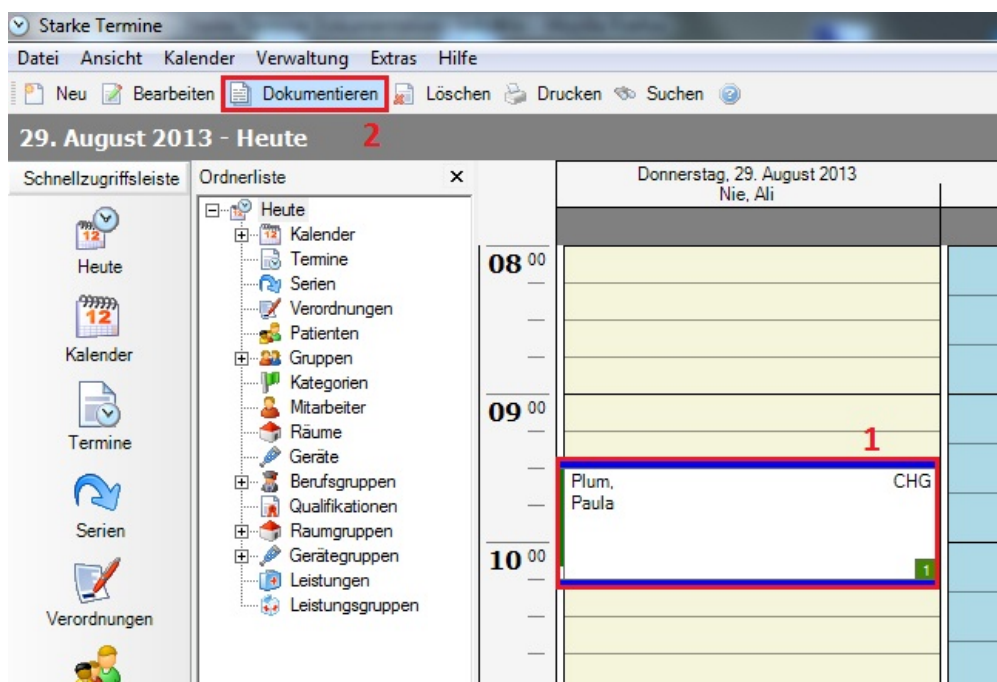 Starke Termine
Datei Ansicht Kalender Verwaltung Extras Hilfe
Neu Bearbeiten Dokumentieren Löschen Drucken Suchen
29. August 2013 - Heute 2
Schnellzugriffsleiste
Heute
Kalender
Termine
Serien
Verordnungen
Ordnerliste
Heute
Kalender
Termine
Serien
Verordnungen
Patienten
Gruppen
Kategorien
Mitarbeiter
Räume
Geräte
Berufsgruppen
Qualifikationen
Raumgruppen
Gerätegruppen
Leistungen
Leistungsgruppen
Donnerstag, 29. August 2013
Nie, Ali
08 00
09 00
1
Plum, CHG
Paula
10 00
1